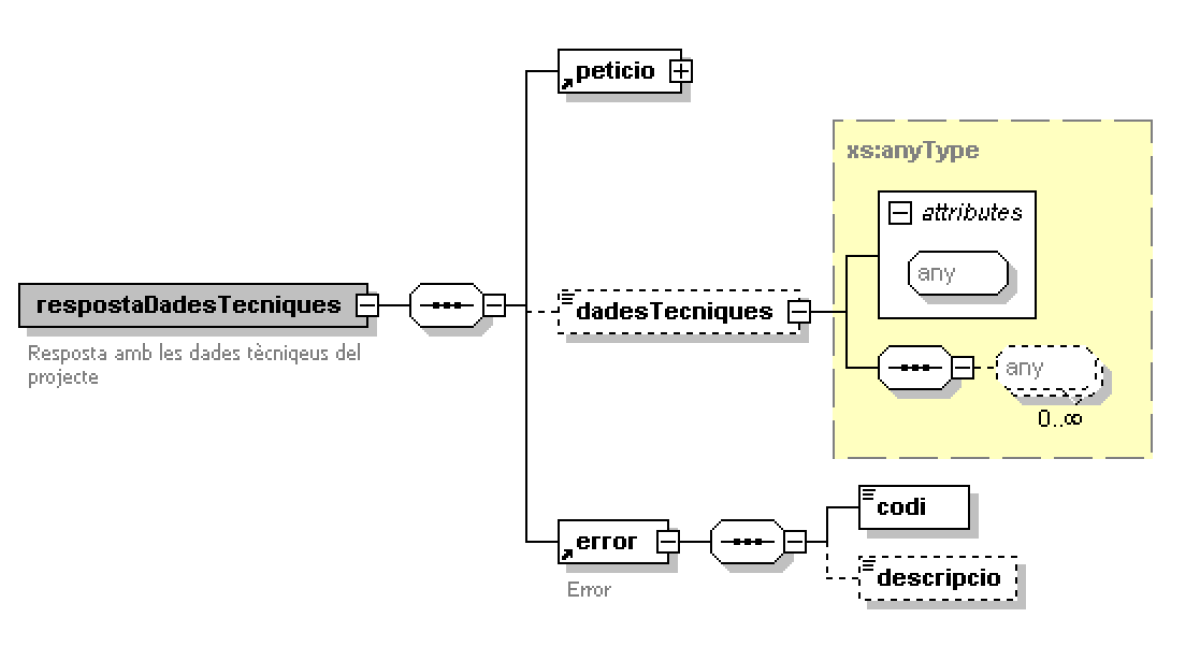 peticio
xs:anyType
attributes
any
respostaDadesTecniques
dadesTecniques
Resposta amb les dades tècniqeus del
projecte
any
0..∞
codi
error
descripcio
Error